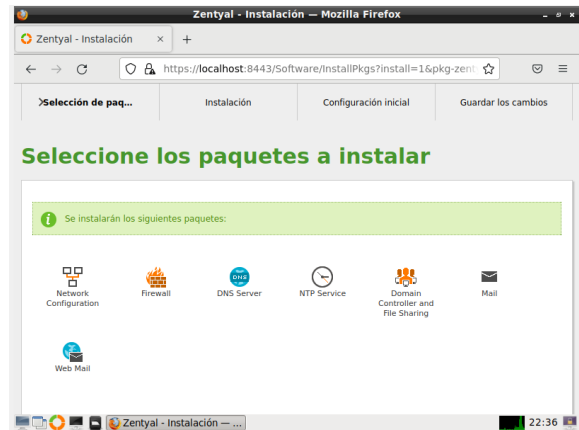 Zentyal - Instalación — Mozilla Firefox
Zentyal - Instalación × +
https://localhost:8443/Software/InstallPkgs?install=1&pkg-zent
Selección de paq... Instalación Configuración inicial Guardar los cambios
Seleccione los paquetes a instalar
i Se instalarán los siguientes paquetes:
DNS
Network Configuration
Firewall
DNS Server
NTP Service
Domain Controller and File Sharing
Mail
Web Mail
Zentyal - Instalación — ...
22:36